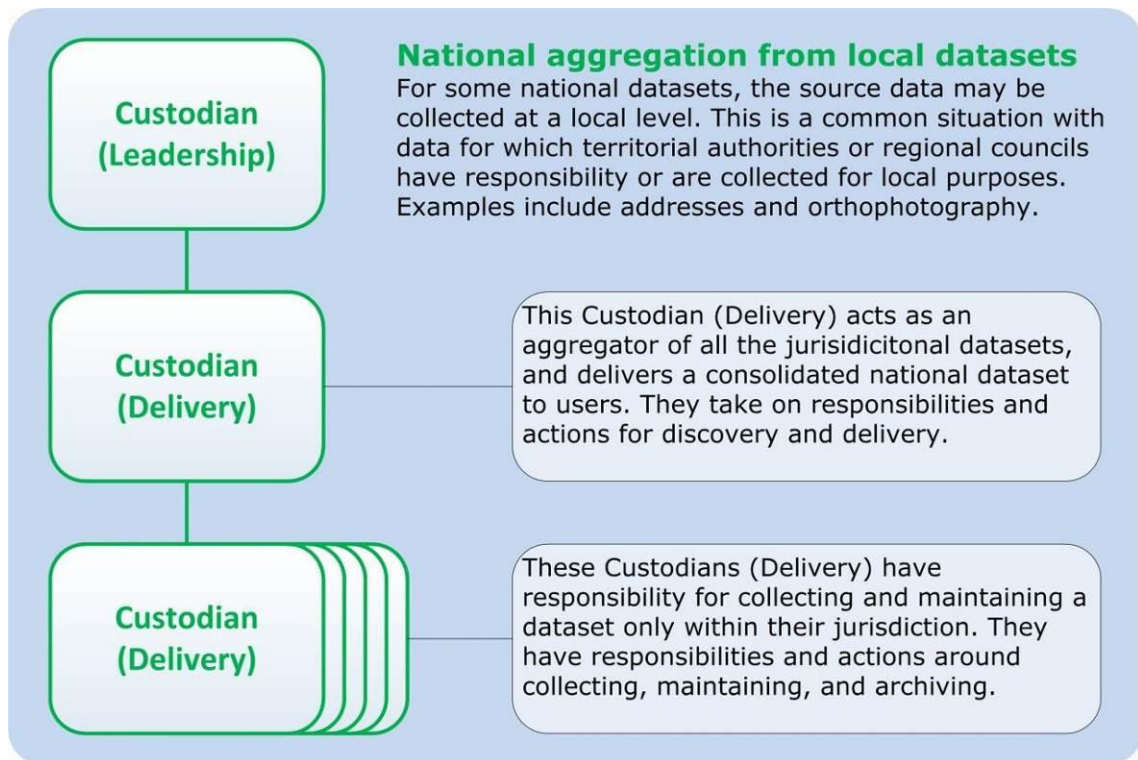 Custodian
(Leadership)
National aggregation from local datasets
For some national datasets, the source data may be
collected at a local level. This is a common situation with
data for which territorial authorities or regional councils
have responsibility or are collected for local purposes.
Examples include addresses and orthophotography.
Custodian
(Delivery)
This Custodian (Delivery) acts as an
aggregator of all the jurisidicitonal datasets,
and delivers a consolidated national dataset
to users. They take on responsibilities and
actions for discovery and delivery.
Custodian
(Delivery)
These Custodians (Delivery) have
responsibility for collecting and maintaining a
dataset only within their jurisdiction. They
have responsibilities and actions around
collecting, maintaining, and archiving.